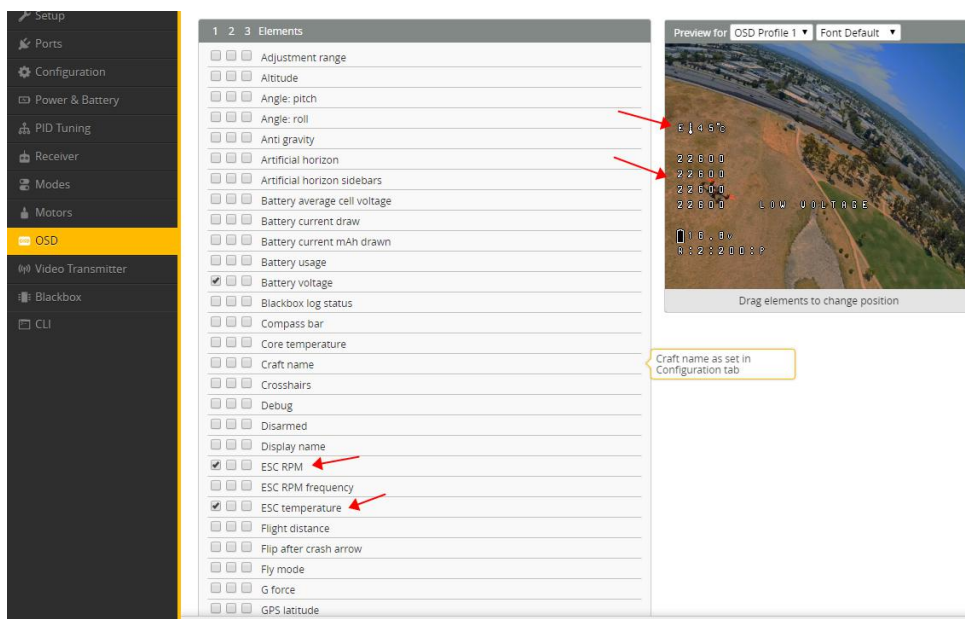 Setup
Ports
Configuration
Power & Battery
PID Tuning
Receiver
Modes
Motors
OSD
Video Transmitter
Blackbox
CLI
1 2 3 Elements
Adjustment range
Altitude
Angle: pitch
Angle: roll
Anti gravity
Artificial horizon
Artificial horizon sidebars
Battery average cell voltage
Battery current draw
Battery current mAh drawn
Battery usage
Battery voltage
Blackbox log status
Compass bar
Core temperature
Craft name
Crosshairs
Debug
Disarmed
Display name
ESC RPM
ESC RPM frequency
ESC temperature
Flight distance
Flip after crash arrow
Fly mode
G force
GPS latitude
Preview for OSD Profile 1 Font Default
E 45°C
22600
22600
22600
22600 LOW VOLTAGE
16.8V
R:2:200:P
Drag elements to change position
Craft name as set in
Configuration tab